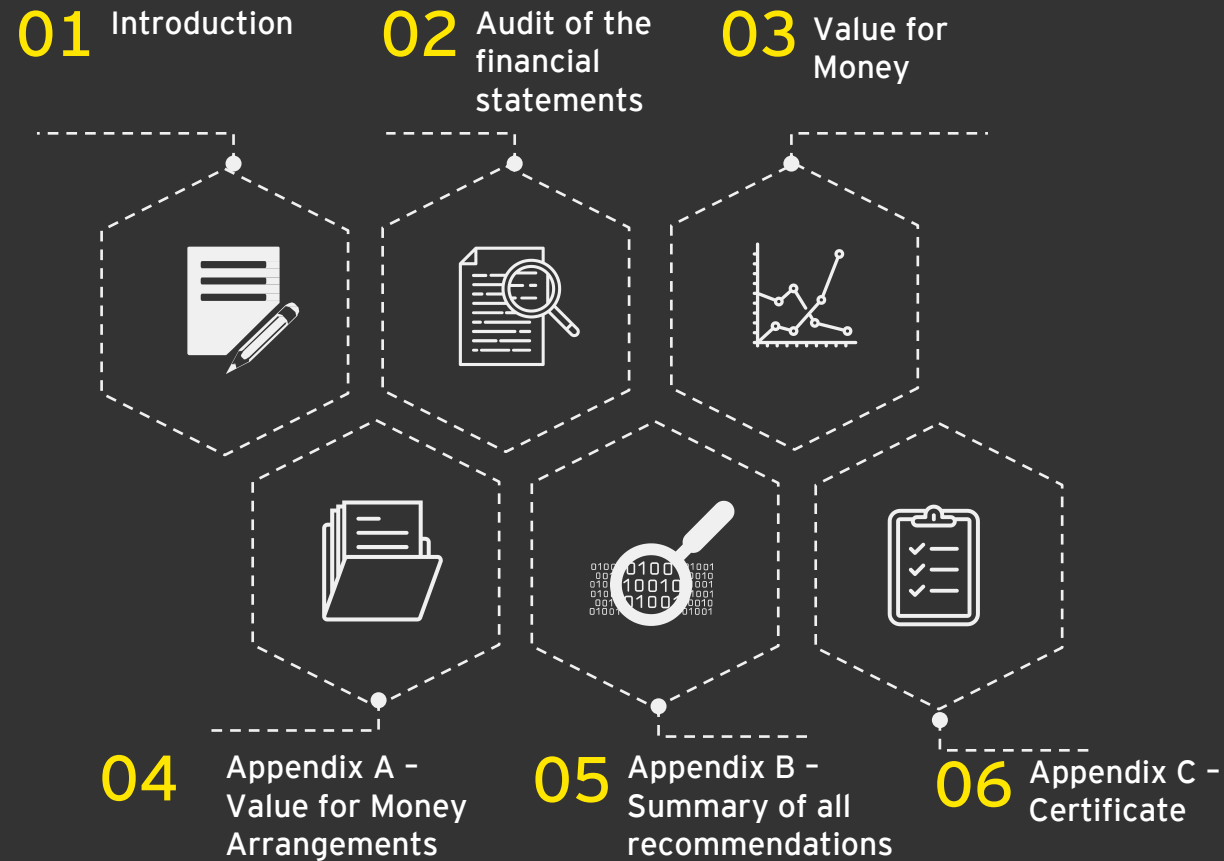 01 Introduction
02 Audit of the
financial
statements
03 Value for
Money
04 Appendix A –
Value for Money
Arrangements
05 Appendix B –
Summary of all
recommendations
06 Appendix C –
Certificate